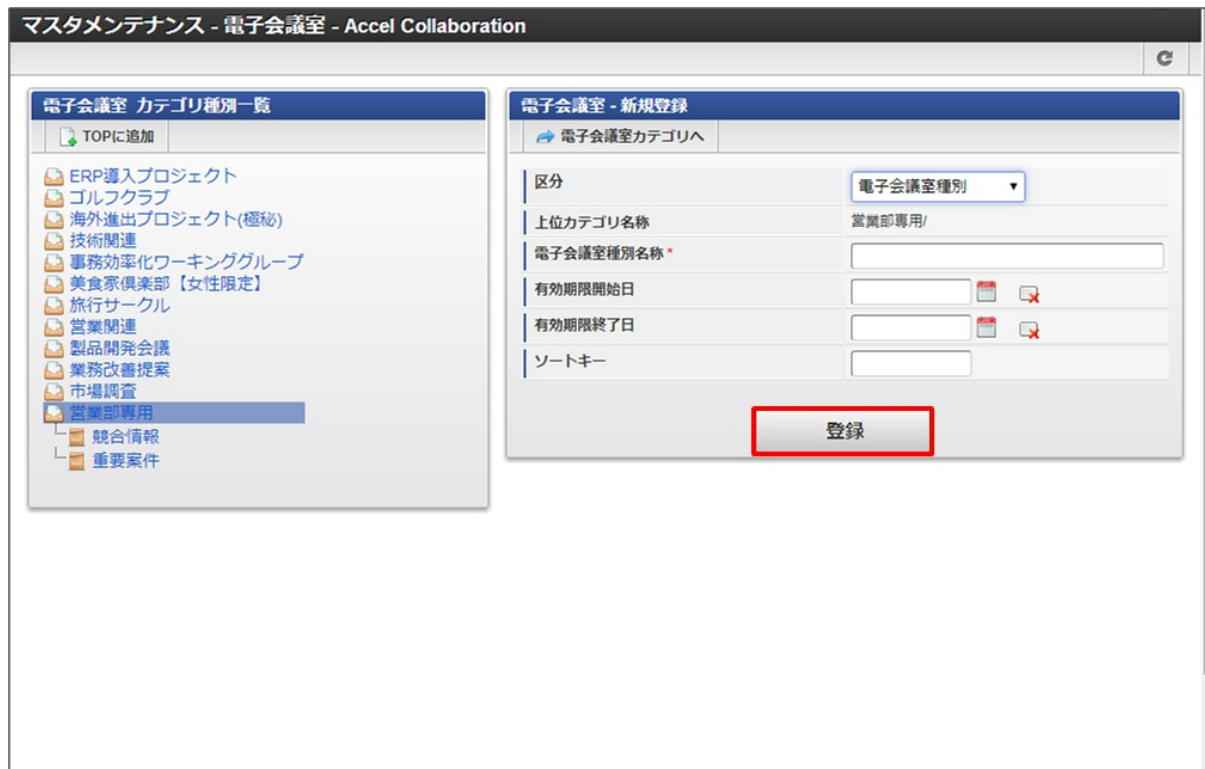 マスタメンテナンス - 電子会議室 - Accel Collaboration
電子会議室 カテゴリ種別一覧
TOPに追加
ERP導入プロジェクト
ゴルフクラブ
海外進出プロジェクト(極秘)
技術関連
事務効率化ワーキンググループ
美食家倶楽部【女性限定】
旅行サークル
営業関連
製品開発会議
業務改善提案
市場調査
営業部専用
競合情報
重要案件
電子会議室 - 新規登録
電子会議室カテゴリへ
区分 電子会議室種別
上位カテゴリ名称 営業部専用/
電子会議室種別名称*
有効期限開始日
有効期限終了日
ソートキー
登録